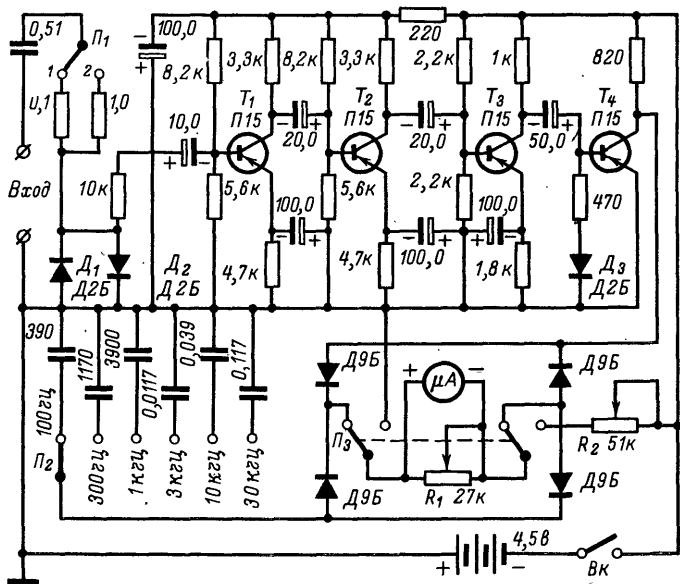 0,51
П₁
1
2
0,1
1,0
Вход
10к
10,0
+ −
−
+
100,0
8,2к
3,3к
8,2к
3,3к
220
2,2к
1к
820
Т₁
П15
Т₂
П15
Т₃
П15
Т₄
П15
− +
20,0
− +
20,0
− +
50,0
5,6к
100,0
− +
5,6к
− +
100,0
2,2к
100,0
− +
470
4,7к
4,7к
1,8к
Д₁
Д2Б
Д₂
Д2Б
Д₃
Д2Б
390
1170
3900
0,0117
0,039
0,117
100гц
П₂
300гц
1кгц
3кгц
10кгц
30кгц
Д9Б
+ μА −
Д9Б
П₃
R₂ 51к
Д9Б
R₁ 27к
Д9Б
+ − 4,5в
Вк